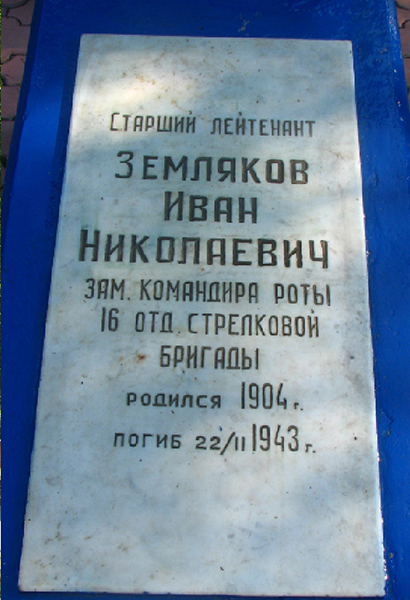 Старший лейтенант
Земляков
Иван
Николаевич
зам. командира роты
16 отд. стрелковой
бригады
родился 1904 г.
погиб 22/II 1943 г.